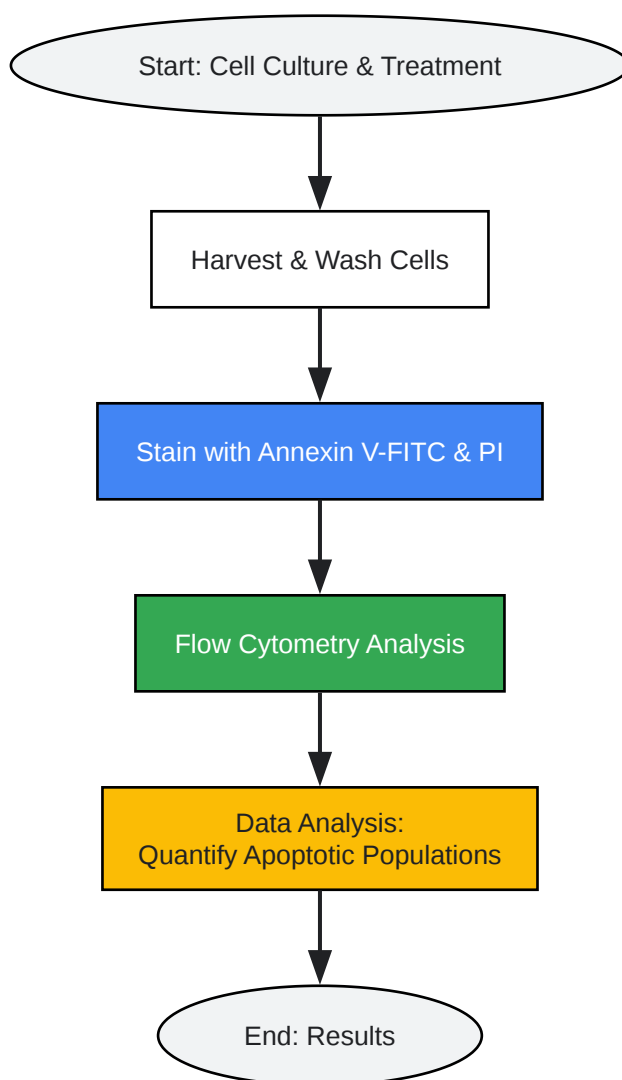 Start: Cell Culture & Treatment
Harvest & Wash Cells
Stain with Annexin V-FITC & PI
Flow Cytometry Analysis
Data Analysis:
Quantify Apoptotic Populations
End: Results